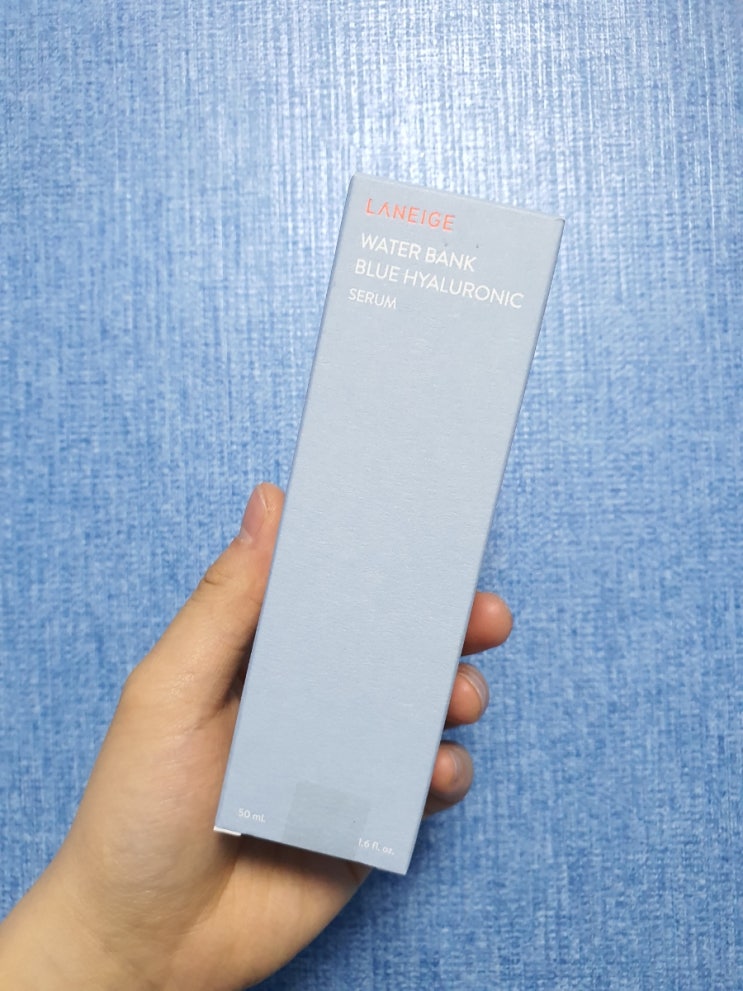 LANEIGE
WATER BANK
BLUE HYALURONIC
SERUM
50 mL
1.6 fl. oz.